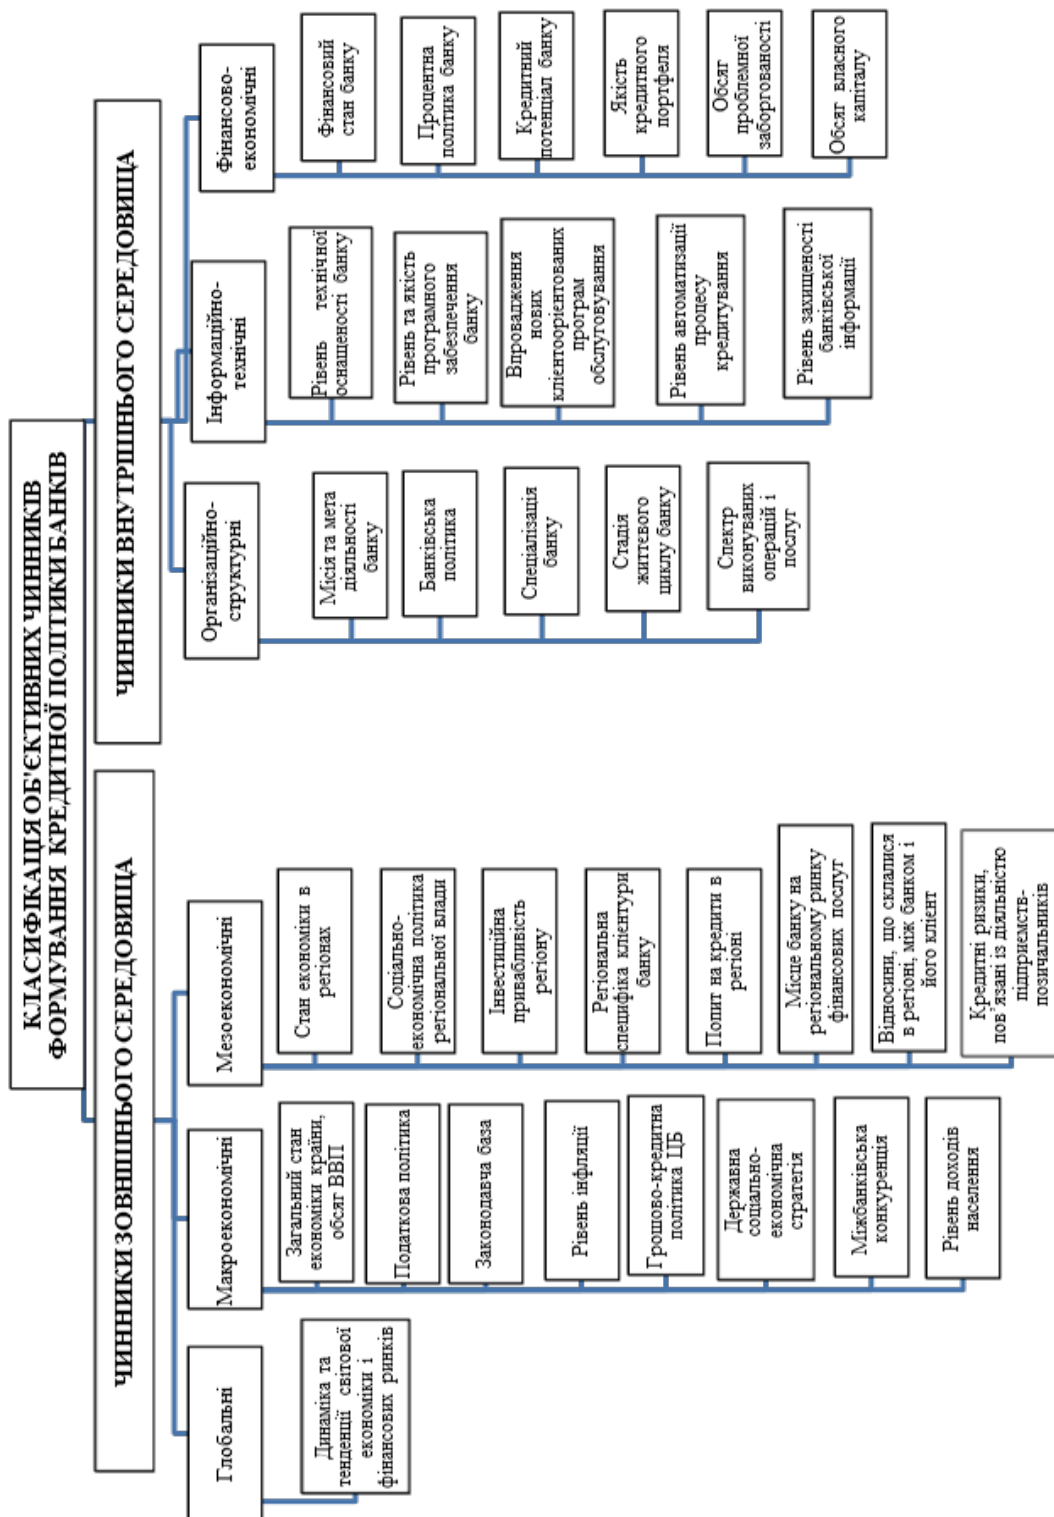 КЛАСИФІКАЦІЯ ОБ'ЄКТИВНИХ ЧИННИКІВ
ФОРМУВАННЯ КРЕДИТНОЇ ПОЛІТИКИ БАНКІВ
ЧИННИКИ ЗОВНІШНЬОГО СЕРЕДОВИЩА
Глобальні
Динаміка та
тенденції світової
економіки і
фінансових ринків
Макроекономічні
Загальний стан
економіки країни,
обсяг ВВП
Податкова політика
Законодавча база
Рівень інфляції
Грошово-кредитна
політика ЦБ
Державна
соціально-
економічна
стратегія
Міжбанківська
конкуренція
Рівень доходів
населення
Мезоекономічні
Стан економіки в
регіонах
Соціально-
економічна політика
регіональної влади
Інвестиційна
привабливість
регіону
Регіональна
специфіка клієнтури
банку
Попит на кредити в
регіоні
Місце банку на
регіональному ринку
фінансових послуг
Відносини, що склалися
в регіоні, між банком і
його клієнт
Кредитні ризики,
пов'язані із діяльністю
підприємств-
позичальників
ЧИННИКИ ВНУТРІШНЬОГО СЕРЕДОВИЩА
Організаційно-
структурні
Місія та мета
діяльності
банку
Банківська
політика
Спеціалізація
банку
Стадія
життєвого
циклу банку
Спектр
виконуваних
операцій і
послуг
Інформаційно-
технічні
Рівень технічної
оснащеності банку
Рівень та якість
програмного
забезпечення
банку
Впровадження
нових
клієнтоорієнтованих
програм
обслуговування
Рівень автоматизації
процесу
кредитування
Рівень захищеності
банківської
інформації
Фінансово-
економічні
Фінансовий
стан банку
Процентна
політика банку
Кредитний
потенціал банку
Якість
кредитного
портфеля
Обсяг
проблемної
заборгованості
Обсяг власного
капіталу